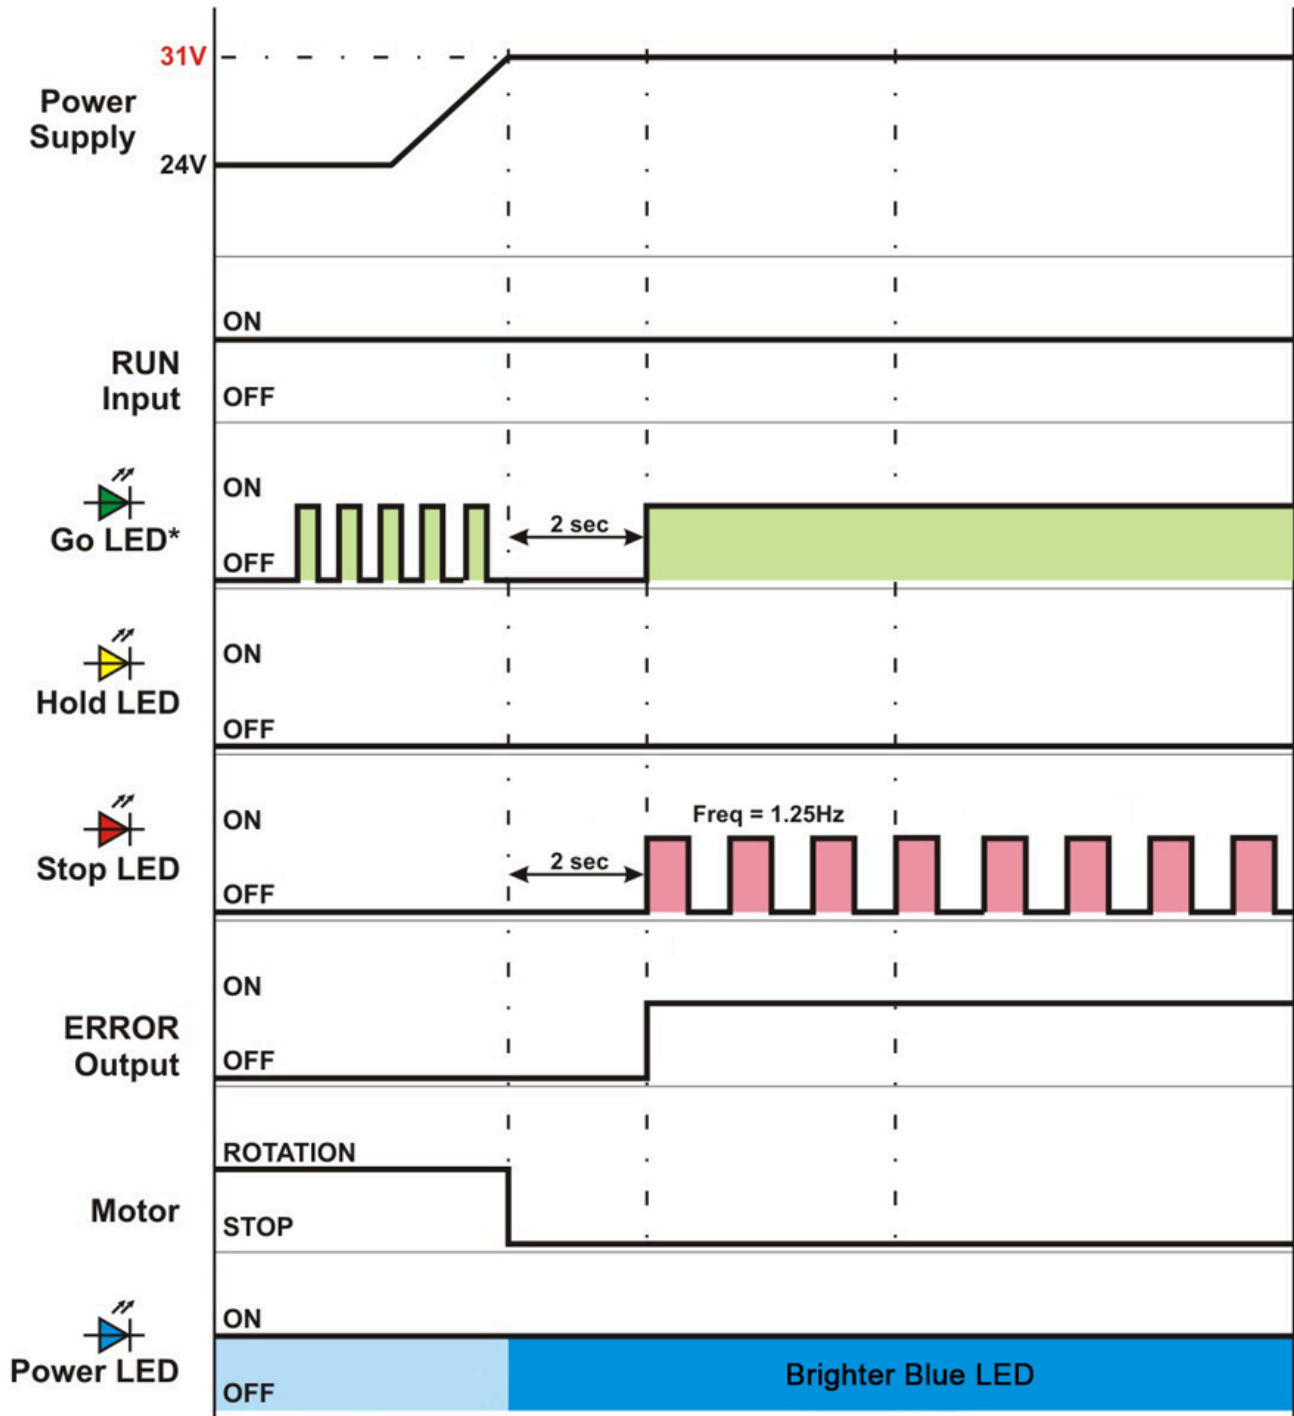 31V
Power
Supply
24V
ON
RUN
Input
OFF
ON
Go LED*
2 sec
OFF
ON
Hold LED
OFF
Freq = 1.25Hz
ON
Stop LED
2 sec
OFF
ON
ERROR
Output
OFF
ROTATION
Motor
STOP
ON
Power LED
Brighter Blue LED
OFF